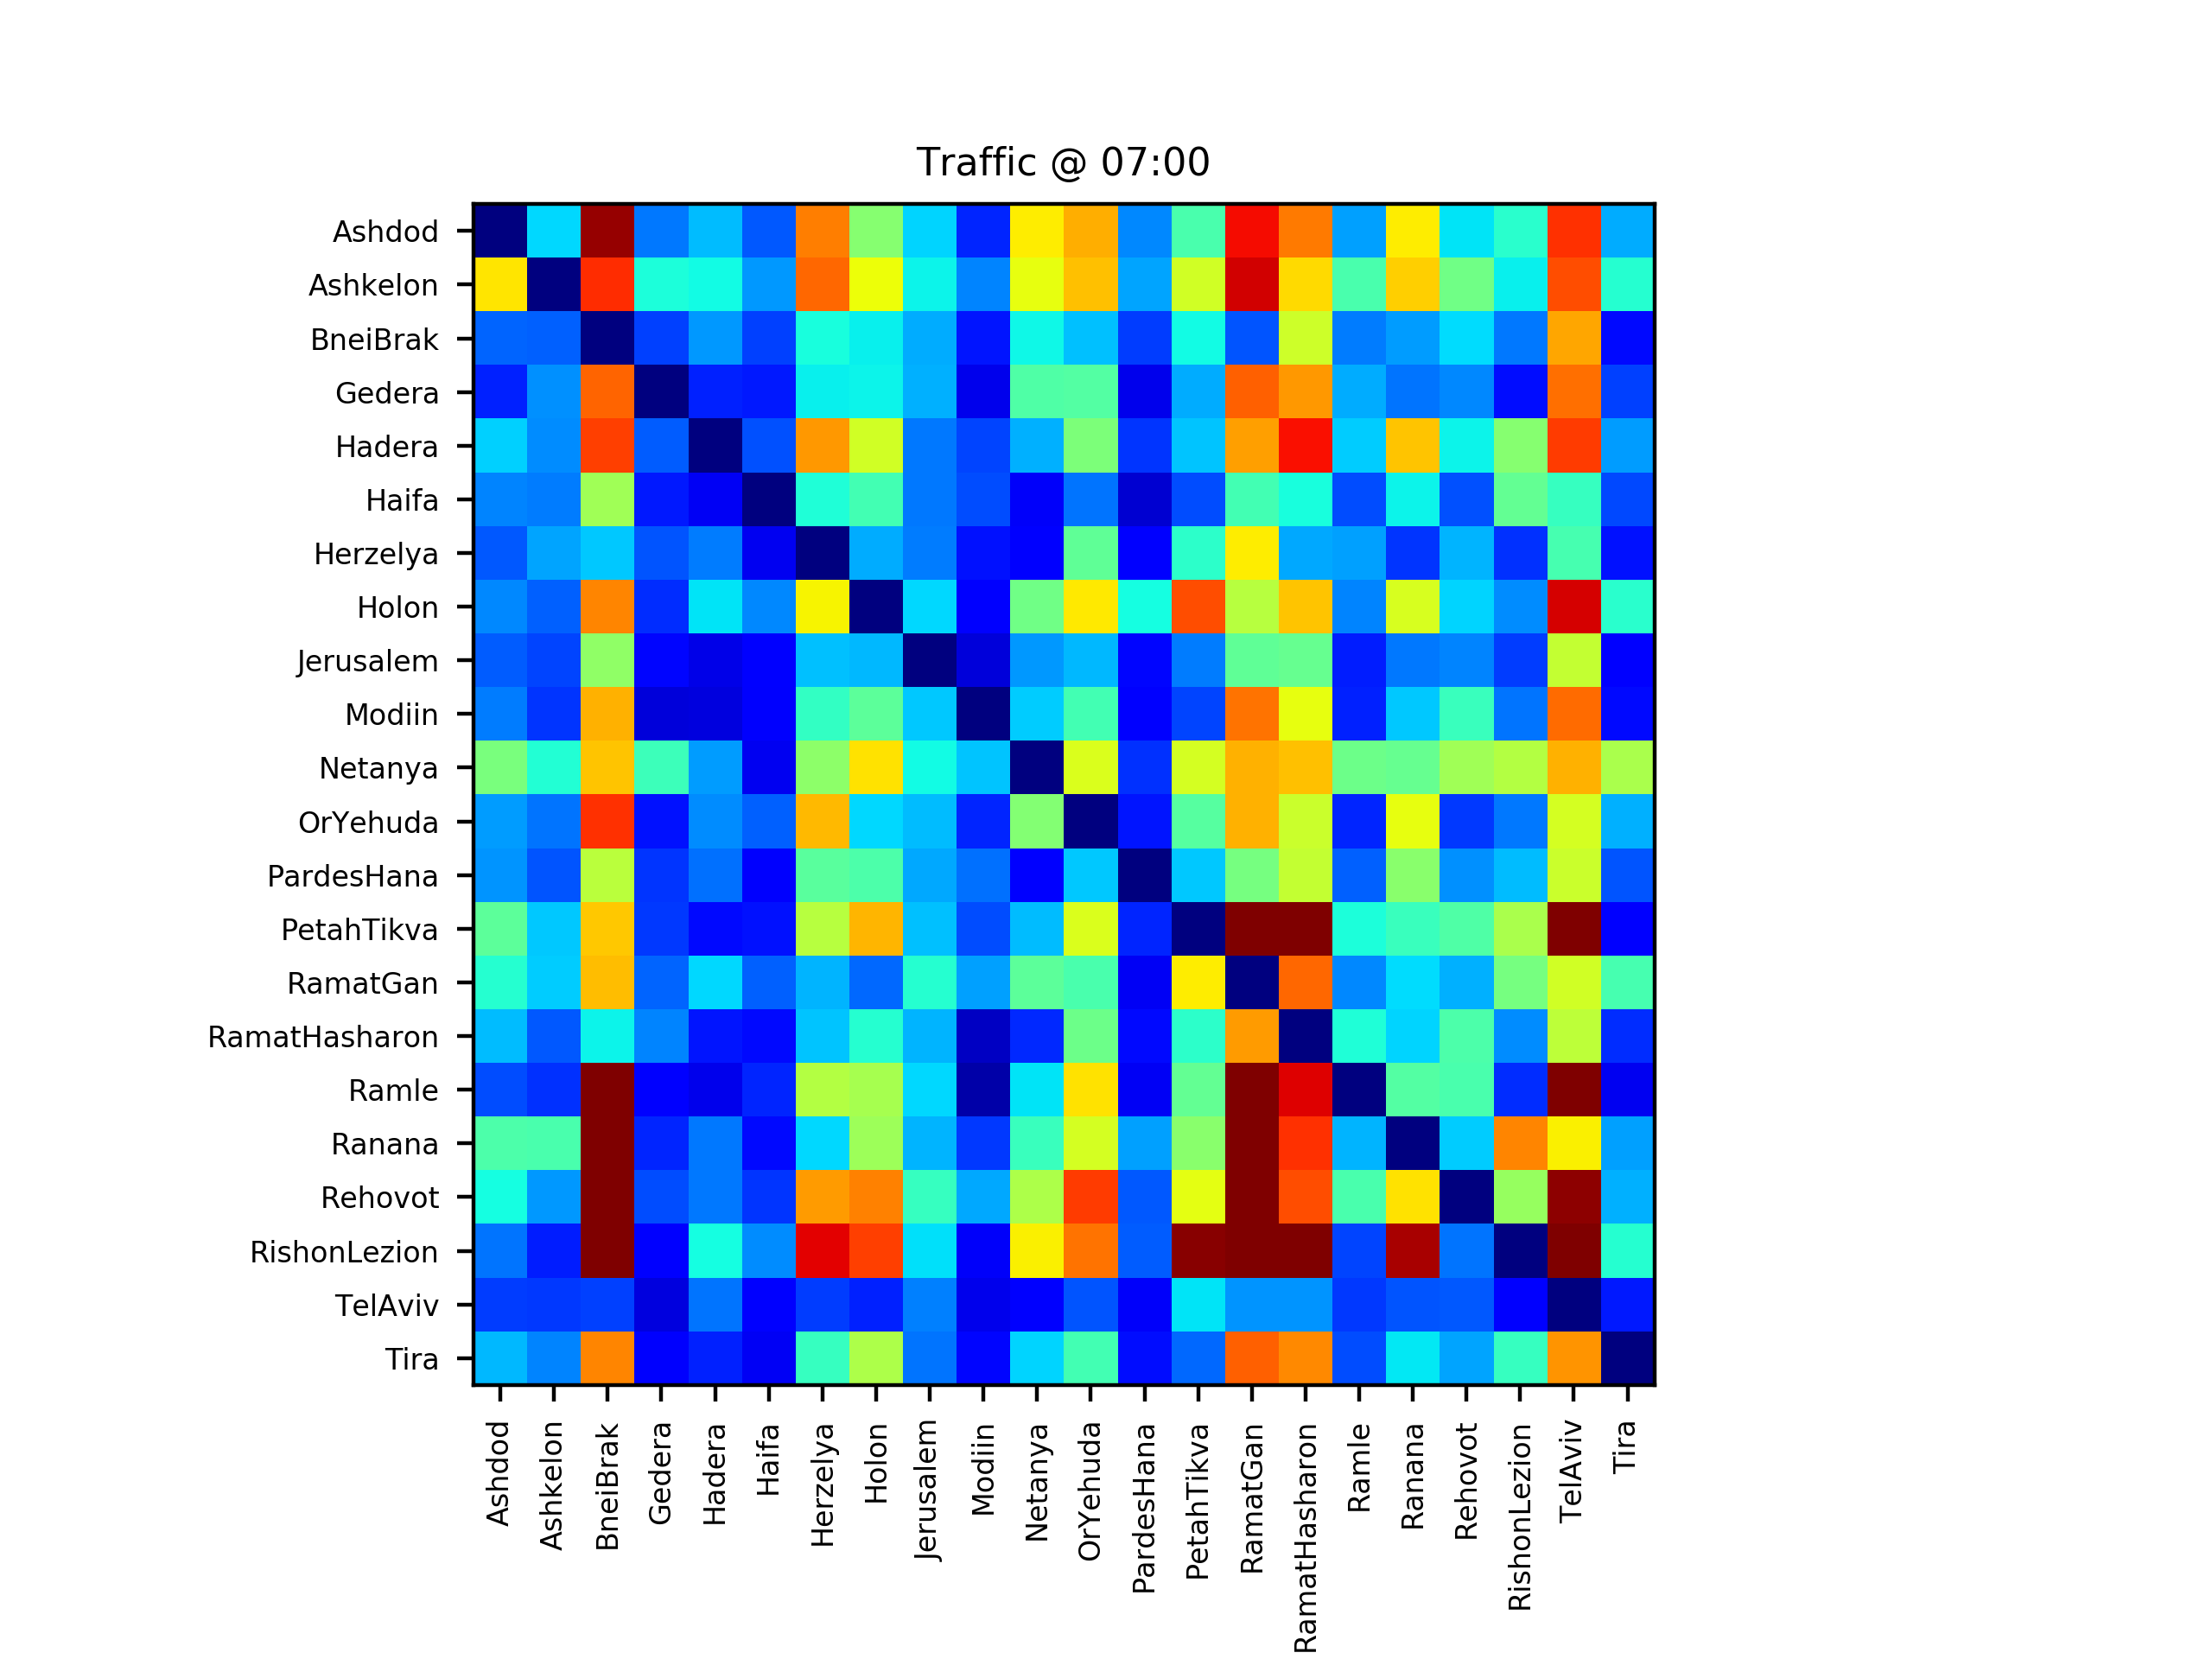 Traffic @ 07:00
Ashdod
Ashkelon
BneiBrak
Gedera
Hadera
Haifa
Herzelya
Holon
Jerusalem
Modiin
Netanya
OrYehuda
PardesHana
PetahTikva
RamatGan
RamatHasharon
Ramle
Ranana
Rehovot
RishonLezion
TelAviv
Tira
Ashdod
Ashkelon
BneiBrak
Gedera
Hadera
Haifa
Herzelya
Holon
Jerusalem
Modiin
Netanya
OrYehuda
PardesHana
PetahTikva
RamatGan
RamatHasharon
Ramle
Ranana
Rehovot
RishonLezion
TelAviv
Tira